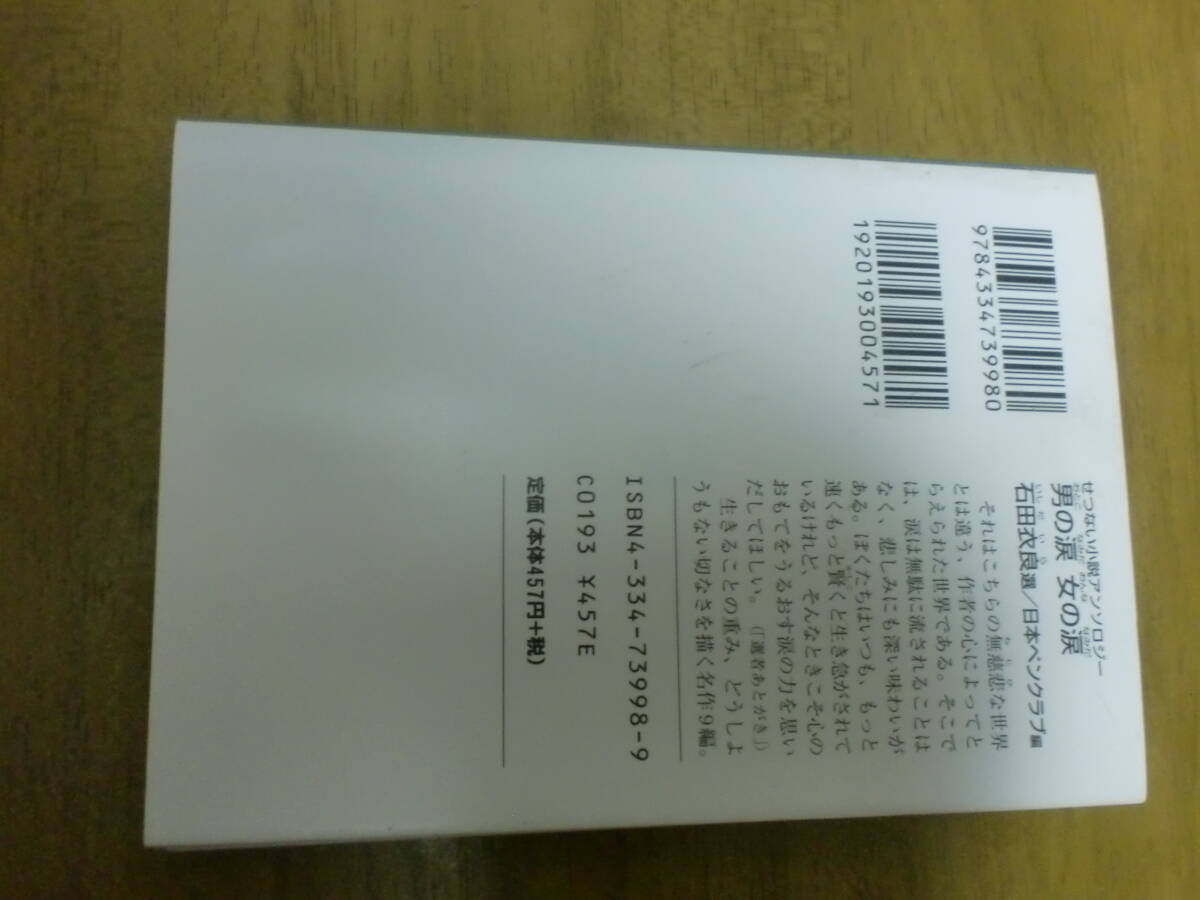 せつない小説アンソロジー
男の涙 女の涙
石田衣良選/日本ペンクラブ編
それはこちらの無慈悲な世界
とは違う、作者の心によってと
らえられた世界である。そこで
は、涙は無駄に流されることは
なく、悲しみにも深い味わいが
ある。ぼくたちはいつも、もっと
速くもっと賢くと生き急がされて
いるけれど、そんなときこそ心の
おもてをうるおす涙の力を思い
だしてほしい。(「選者あとがき」)
生きることの重み、どうしよ
うもない切なさを描く名作9編。
ISBN4-334-73998-9
C0193 ¥457E
定価(本体457円+税)
9784334739980
1920193004571